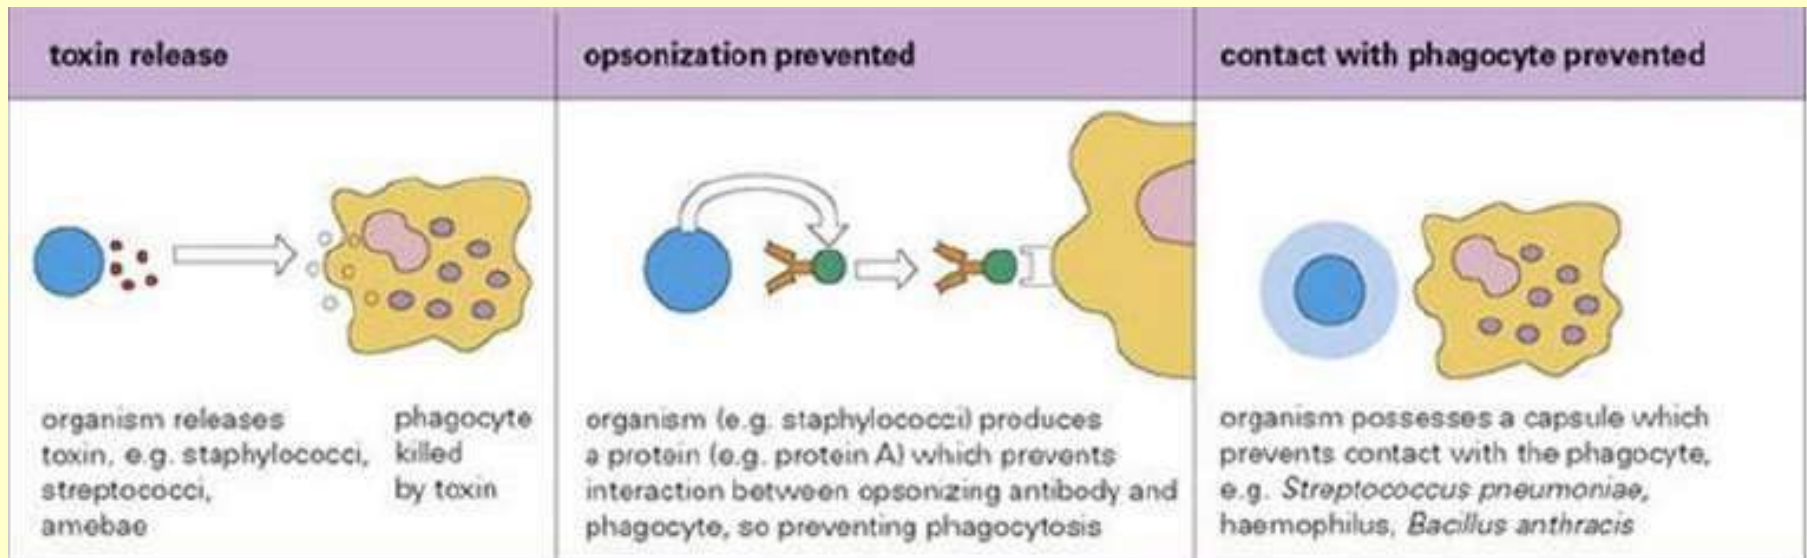 toxin release
organism releases
toxin, e.g. staphylococci,
streptococci,
amebae
phagocyte
killed
by toxin
opsonization prevented
organism (e.g. staphylococci) produces
a protein (e.g. protein A) which prevents
interaction between opsonizing antibody and
phagocyte, so preventing phagocytosis
contact with phagocyte prevented
organism possesses a capsule which
prevents contact with the phagocyte,
e.g. Streptococcus pneumoniae,
haemophilus, Bacillus anthracis